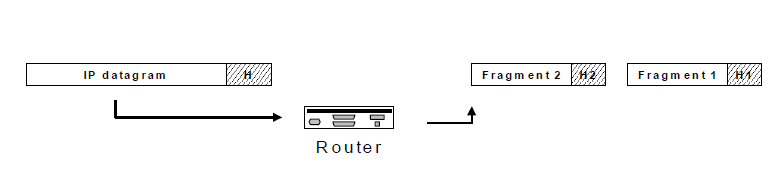 IP datagram H
Fragment 2 H2 Fragment 1 H1
Router